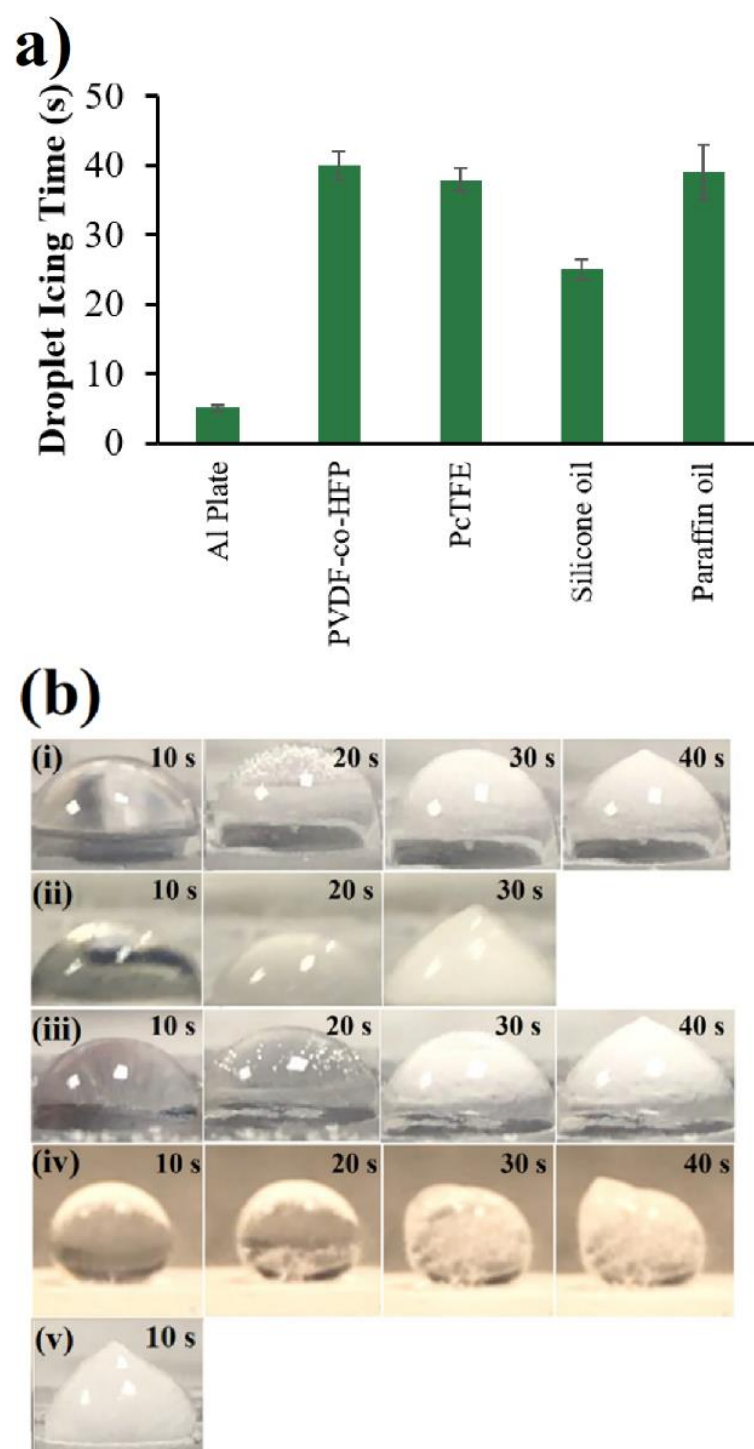 a)
Droplet Icing Time (s)
50
40
30
20
10
0
Al Plate
PVDF-co-HFP
PcTFE
Silicone oil
Paraffin oil
(b)
(i) 10 s 20 s 30 s 40 s
(ii) 10 s 20 s 30 s
(iii) 10 s 20 s 30 s 40 s
(iv) 10 s 20 s 30 s 40 s
(v) 10 s